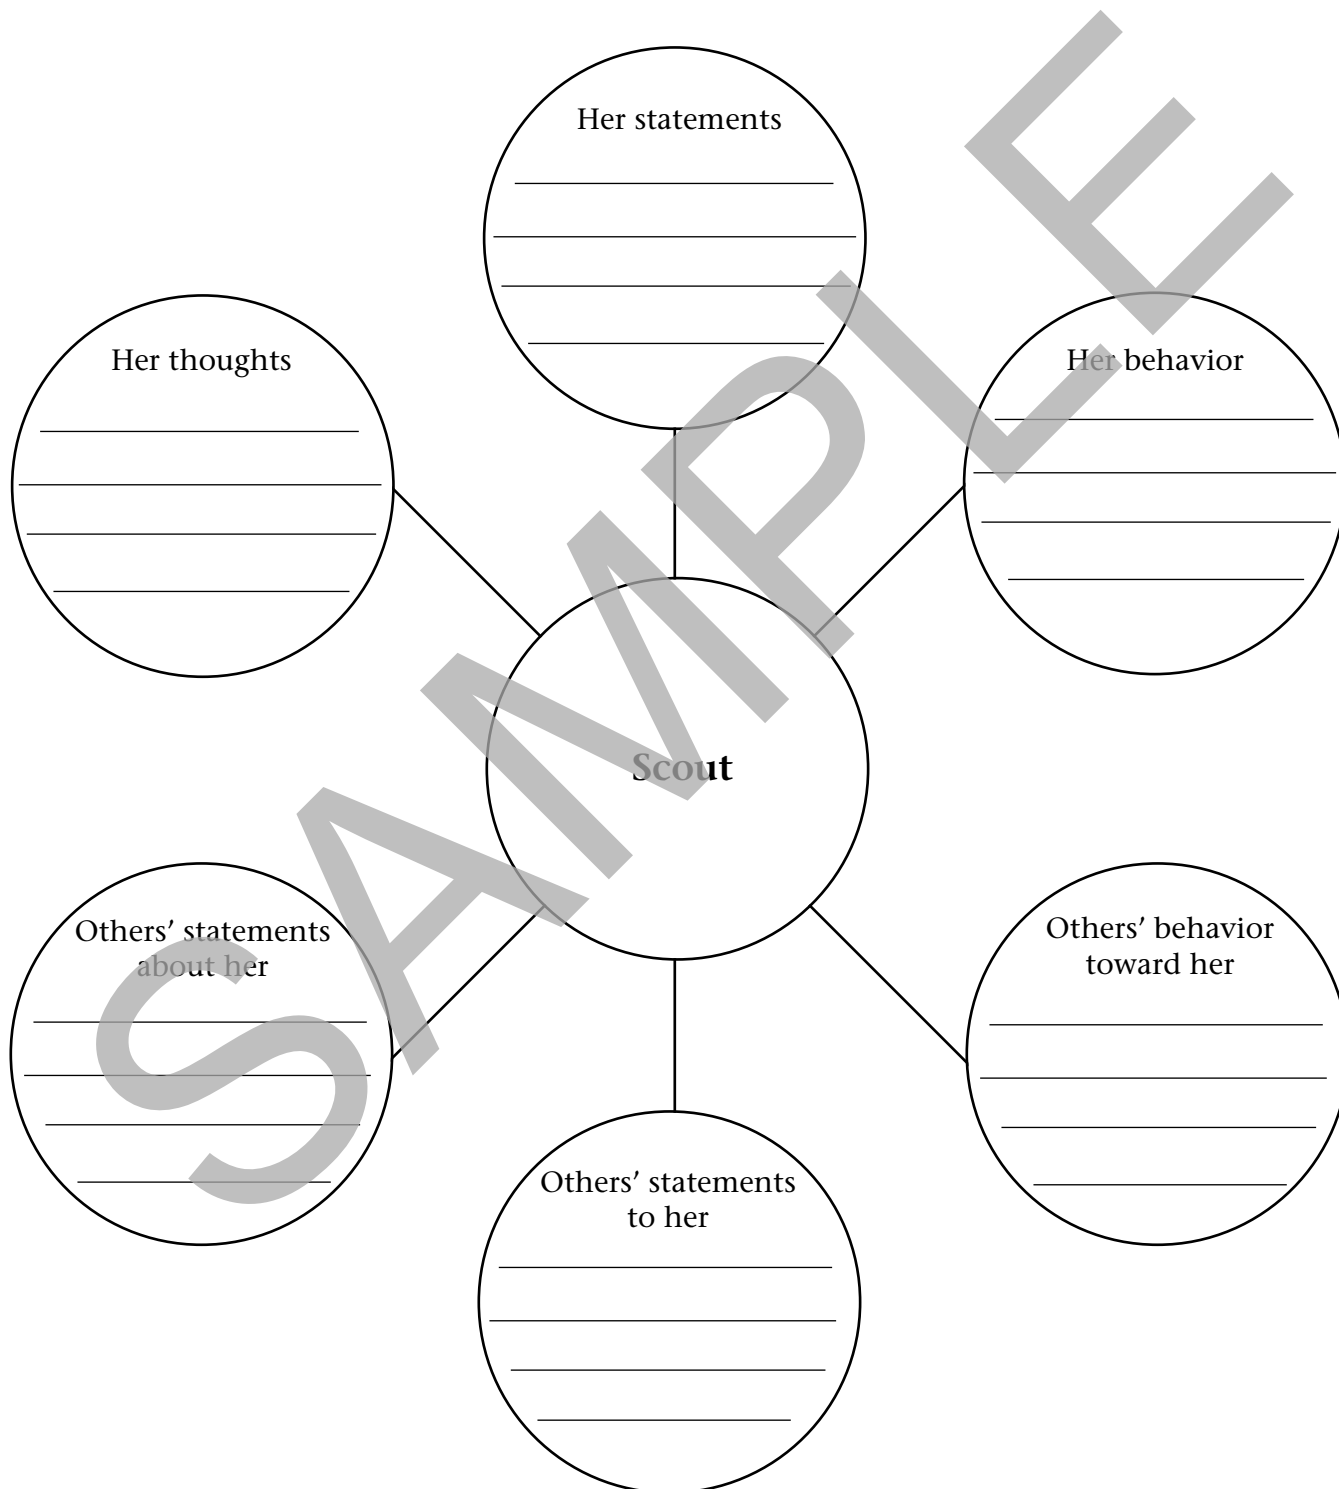 Her statements
Her thoughts
Her behavior
Scout
Others’ statements
about her
Others’ behavior
toward her
Others’ statements
to her
SAMPLE